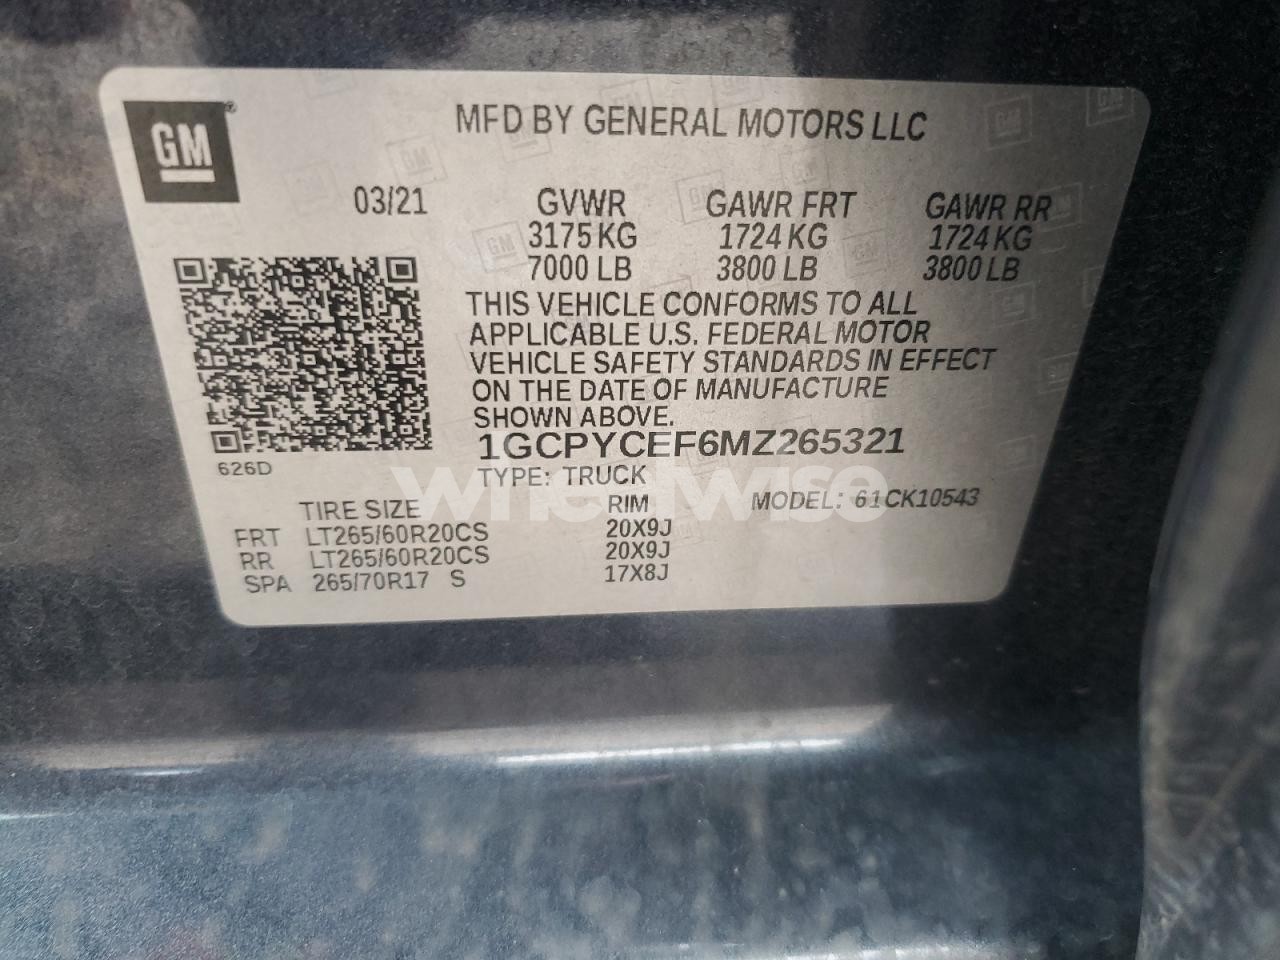 GM®
MFD BY GENERAL MOTORS LLC
03/21 GVWR GAWR FRT GAWR RR
3175 KG 1724 KG 1724 KG
7000 LB 3800 LB 3800 LB
THIS VEHICLE CONFORMS TO ALL
APPLICABLE U.S. FEDERAL MOTOR
VEHICLE SAFETY STANDARDS IN EFFECT
ON THE DATE OF MANUFACTURE
SHOWN ABOVE.
1GCPYCEF6MZ265321
626D
TYPE: TRUCK
wheelwise
MODEL: 61CK10543
TIRE SIZE RIM
FRT LT265/60R20CS 20X9J
RR LT265/60R20CS 20X9J
SPA 265/70R17 S 17X8J